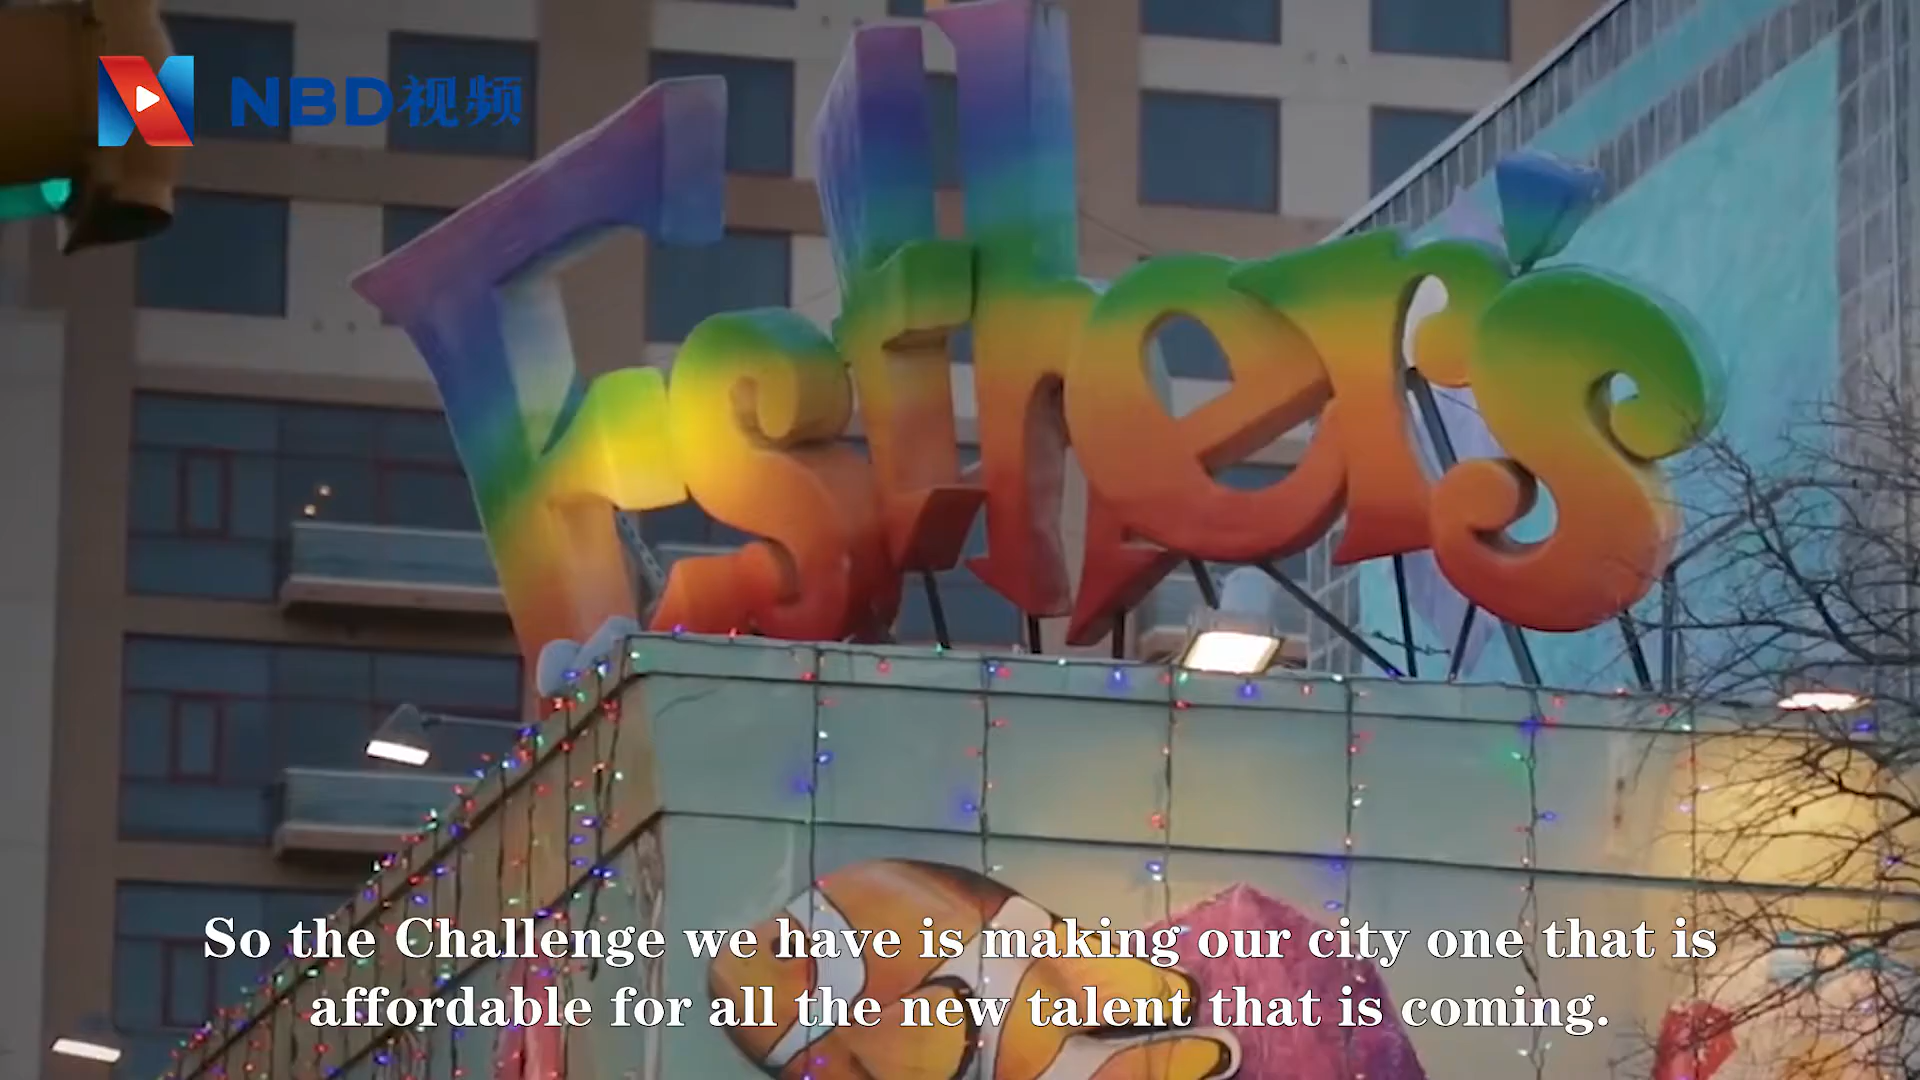 NBD视频
Esther's
So the Challenge we have is making our city one that is
affordable for all the new talent that is coming.